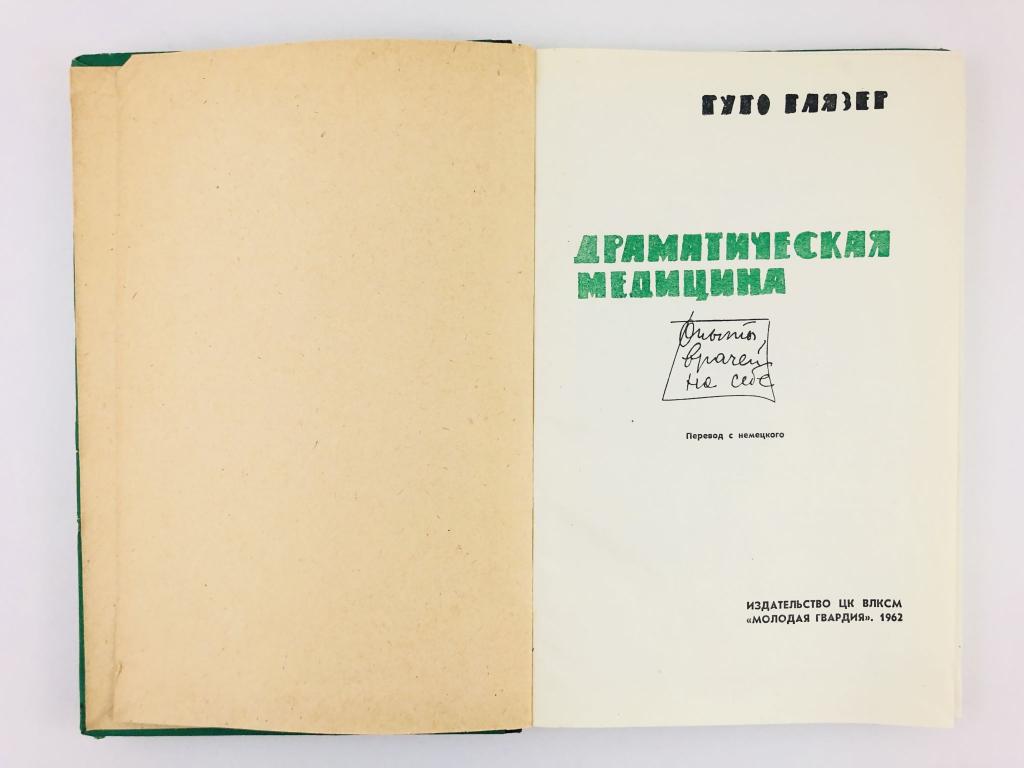 ГУГО ГЛЯЗЕР
ДРАМАТИЧЕСКАЯ
МЕДИЦИНА
Опыты
врачей
на себе
Перевод с немецкого
ИЗДАТЕЛЬСТВО ЦК ВЛКСМ
«МОЛОДАЯ ГВАРДИЯ». 1962